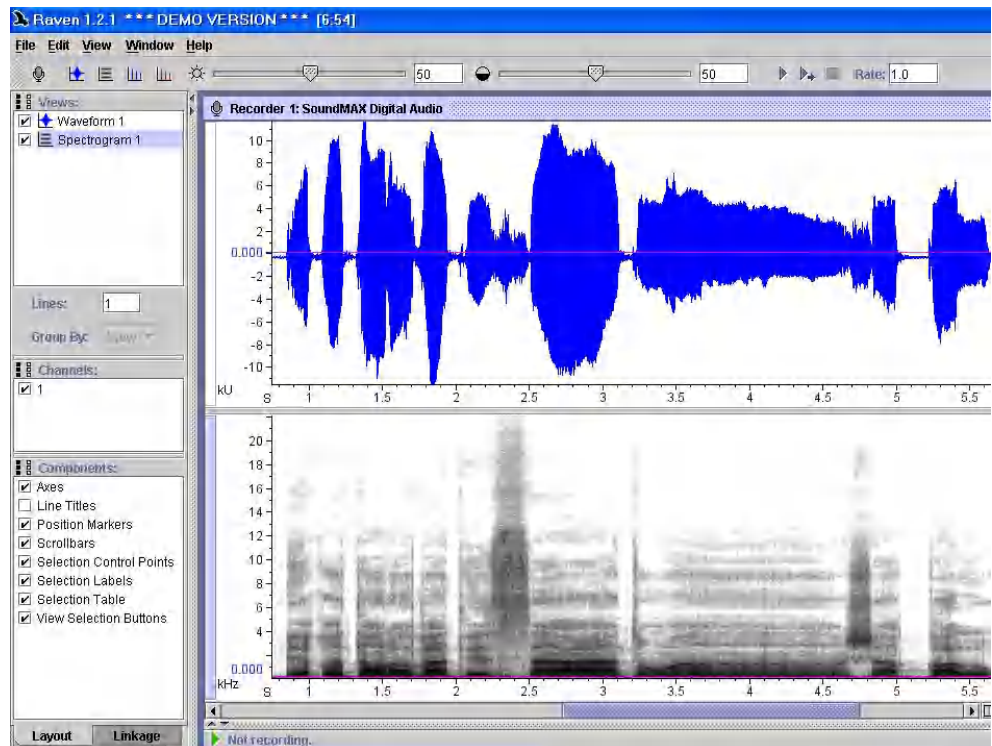 Raven 1.2.1 * * * DEMO VERSION * * * [6:54]
File Edit View Window Help
50 50 Rate: 1.0
Views:
Waveform 1
Spectrogram 1
Lines: 1
Group By: View
Channels:
1
Components:
Axes
Line Titles
Position Markers
Scrollbars
Selection Control Points
Selection Labels
Selection Table
View Selection Buttons
Layout Linkage
Recorder 1: SoundMAX Digital Audio
10
8
6
4
2
0.000
-2
-4
-6
-8
-10
kU
S 1 1.5 2 2.5 3 3.5 4 4.5 5 5.5
20
18
16
14
12
10
8
6
4
0.000
kHz
S 1 1.5 2 2.5 3 3.5 4 4.5 5 5.5
Not recording.